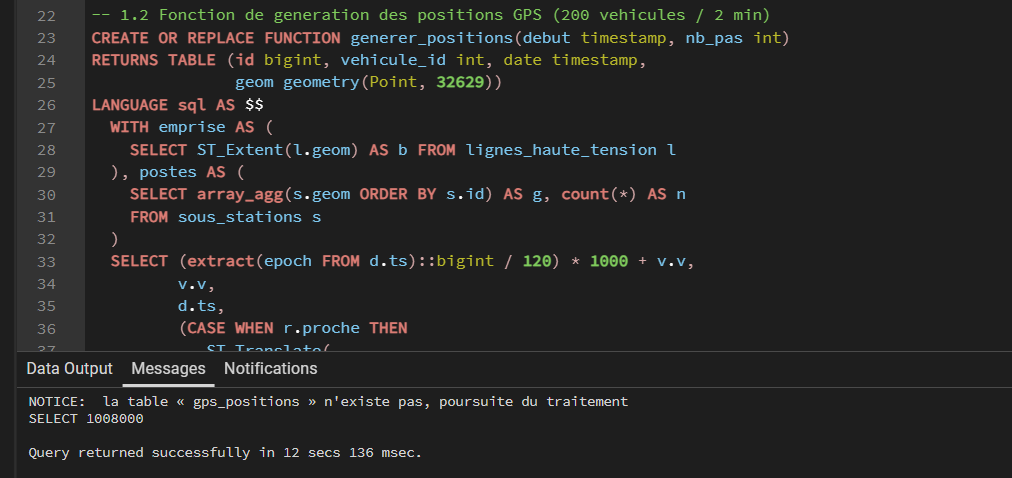 22 -- 1.2 Fonction de generation des positions GPS (200 vehicules / 2 min)
23 CREATE OR REPLACE FUNCTION generer_positions(debut timestamp, nb_pas int)
24 RETURNS TABLE (id bigint, vehicule_id int, date timestamp,
25 geom geometry(Point, 32629))
26 LANGUAGE sql AS $$
27 WITH emprise AS (
28 SELECT ST_Extent(l.geom) AS b FROM lignes_haute_tension l
29 ), postes AS (
30 SELECT array_agg(s.geom ORDER BY s.id) AS g, count(*) AS n
31 FROM sous_stations s
32 )
33 SELECT (extract(epoch FROM d.ts)::bigint / 120) * 1000 + v.v,
34 v.v,
35 d.ts,
36 (CASE WHEN r.proche THEN
37 ST_Translate(
Data Output Messages Notifications
NOTICE:  la table « gps_positions » n'existe pas, poursuite du traitement
SELECT 1008000
Query returned successfully in 12 secs 136 msec.